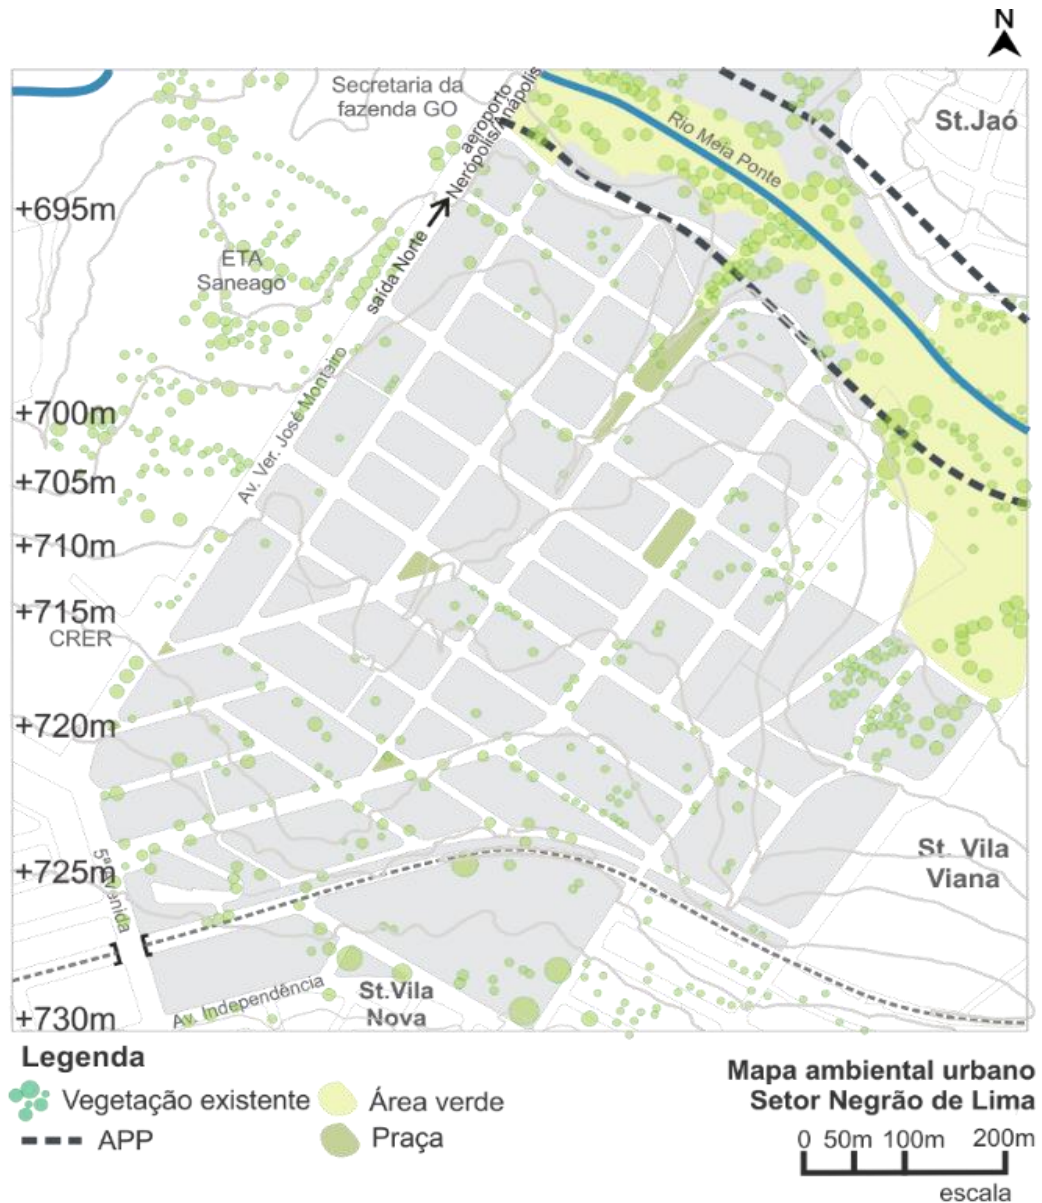 N
Secretaria da
fazenda GO
aeroporto
Nerópolis/Anápolis
Rio Meia Ponte
St.Jaó
+695m
ETA
Saneago
saída Norte
Av. Ver. José Monteiro
+700m
+705m
+710m
+715m
CRER
+720m
+725m
5ª Avenida
St. Vila
Viana
Av. Independência
St.Vila
Nova
+730m
Legenda
Vegetação existente
Área verde
APP
Praça
Mapa ambiental urbano
Setor Negrão de Lima
0 50m 100m 200m
escala